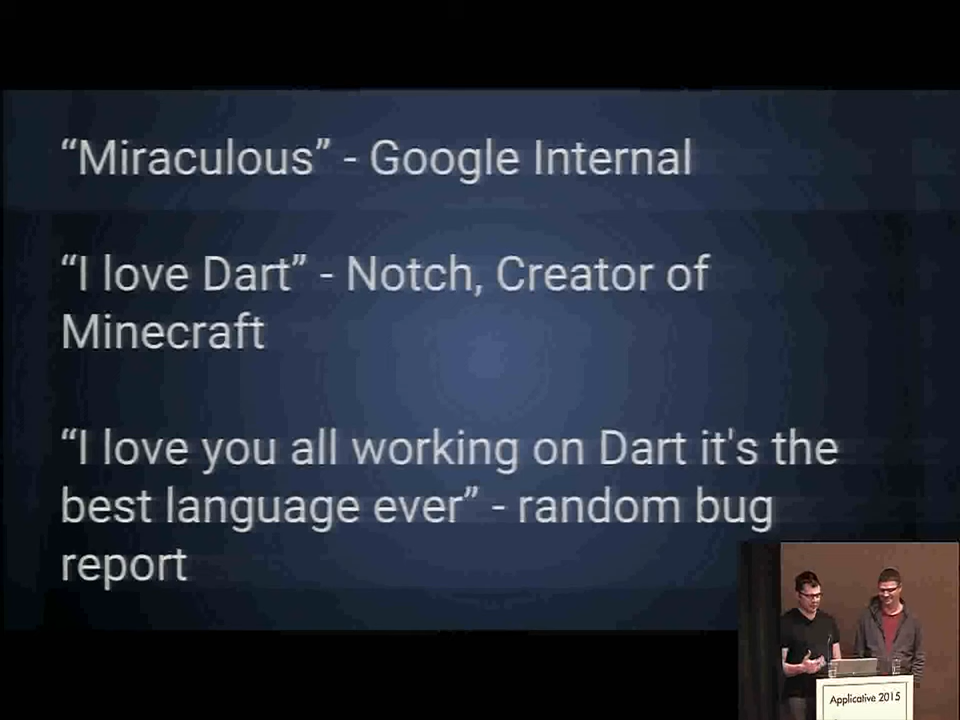 “Miraculous” - Google Internal
“I love Dart” - Notch, Creator of
Minecraft
“I love you all working on Dart it's the
best language ever” - random bug
report
Applicative 2015